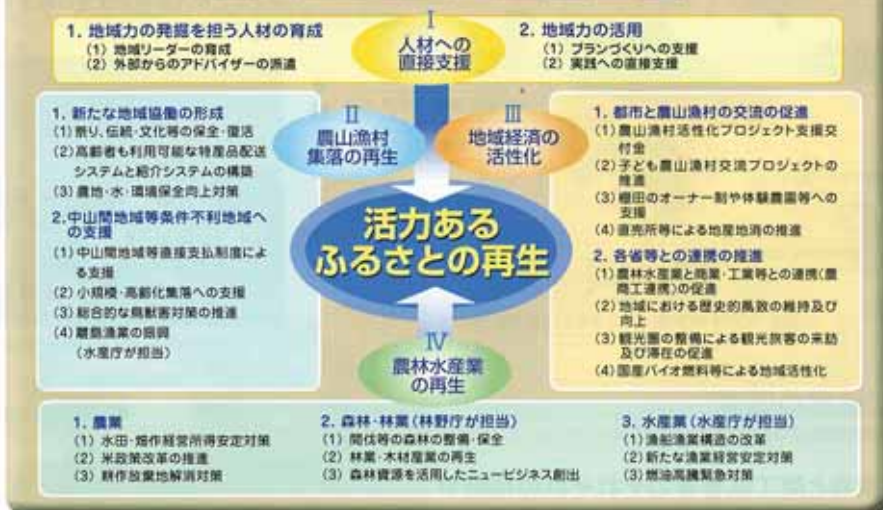 I
人材への
直接支援
1. 地域力の発掘を担う人材の育成
(1) 地域リーダーの育成
(2) 外部からのアドバイザーの派遣
2. 地域力の活用
(1) プランづくりへの支援
(2) 実践への直接支援
II
農山漁村
集落の再生
1. 新たな地域協働の形成
(1)祭り、伝統・文化等の保全・復活
(2)高齢者も利用可能な特産品配送
システムと紹介システムの構築
(3)農地・水・環境保全向上対策
2.中山間地域等条件不利地域へ
の支援
(1)中山間地域等直接支払制度によ
る支援
(2)小規模・高齢化集落への支援
(3)総合的な鳥獣害対策の推進
(4)離島漁業の振興
(水産庁が担当)
III
地域経済の
活性化
1. 都市と農山漁村の交流の促進
(1)農山漁村活性化プロジェクト支援交
付金
(2)子ども農山漁村交流プロジェクトの
推進
(3)棚田のオーナー制や体験農園等への
支援
(4)直売所等による地産地消の推進
2. 各省等との連携の推進
(1)農林水産業と商業・工業等との連携(農
商工連携)の促進
(2)地域における歴史的風致の維持及び
向上
(3)観光圏の整備による観光旅客の来訪
及び滞在の促進
(4)国産バイオ燃料等による地域活性化
活力ある
ふるさとの再生
IV
農林水産業
の再生
1. 農業
(1) 水田・畑作経営所得安定対策
(2) 米政策改革の推進
(3) 耕作放棄地解消対策
2. 森林・林業(林野庁が担当)
(1) 間伐等の森林の整備・保全
(2) 林業・木材産業の再生
(3) 森林資源を活用したニュービジネス創出
3. 水産業(水産庁が担当)
(1)漁船漁業構造の改革
(2)新たな漁業経営安定対策
(3)燃油高騰緊急対策